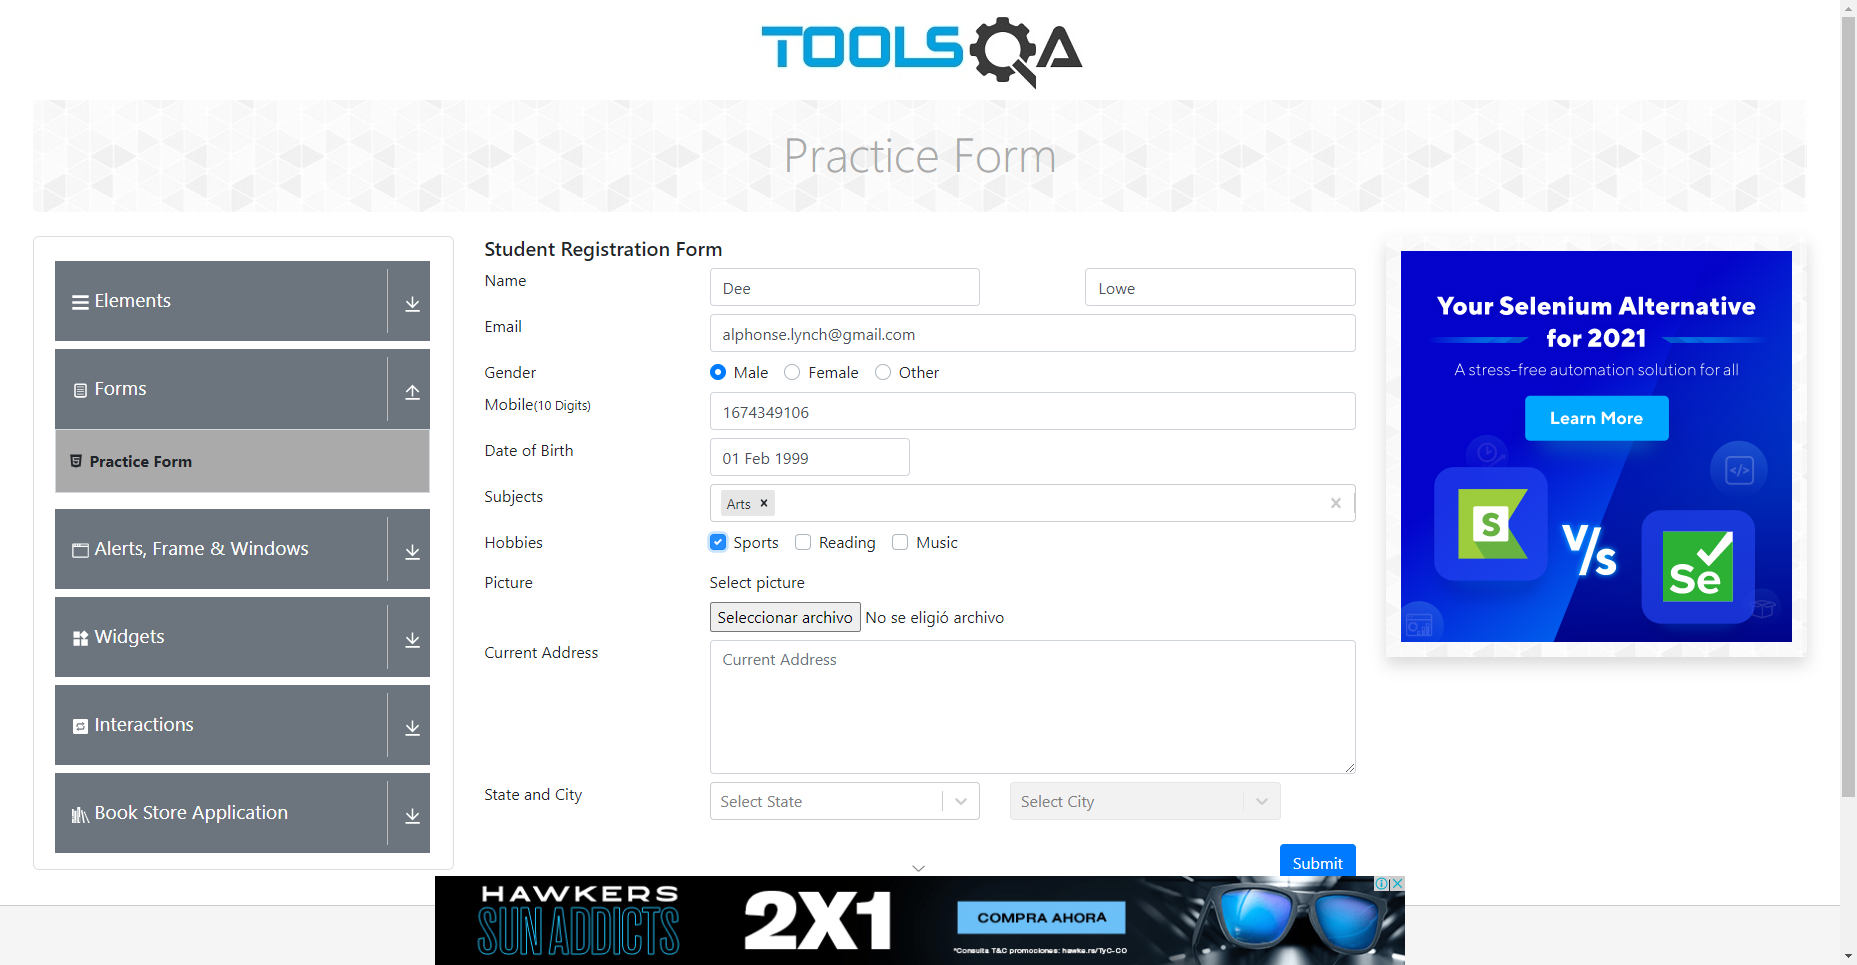 TOOLSQA
Practice Form
Elements
Forms
Practice Form
Alerts, Frame & Windows
Widgets
Interactions
Book Store Application
Student Registration Form
Name
Dee
Lowe
Email
alphonse.lynch@gmail.com
Gender
Male
Female
Other
Mobile(10 Digits)
1674349106
Date of Birth
01 Feb 1999
Subjects
Arts
Hobbies
Sports
Reading
Music
Picture
Select picture
Seleccionar archivo No se eligió archivo
Current Address
Current Address
State and City
Select State
Select City
Submit
Your Selenium Alternative
for 2021
A stress-free automation solution for all
Learn More
S
V/s
Se
HAWKERS
SUN ADDICTS
2X1
COMPRA AHORA
*Consulta T&C promociones: hawke.rs/TyC-CO